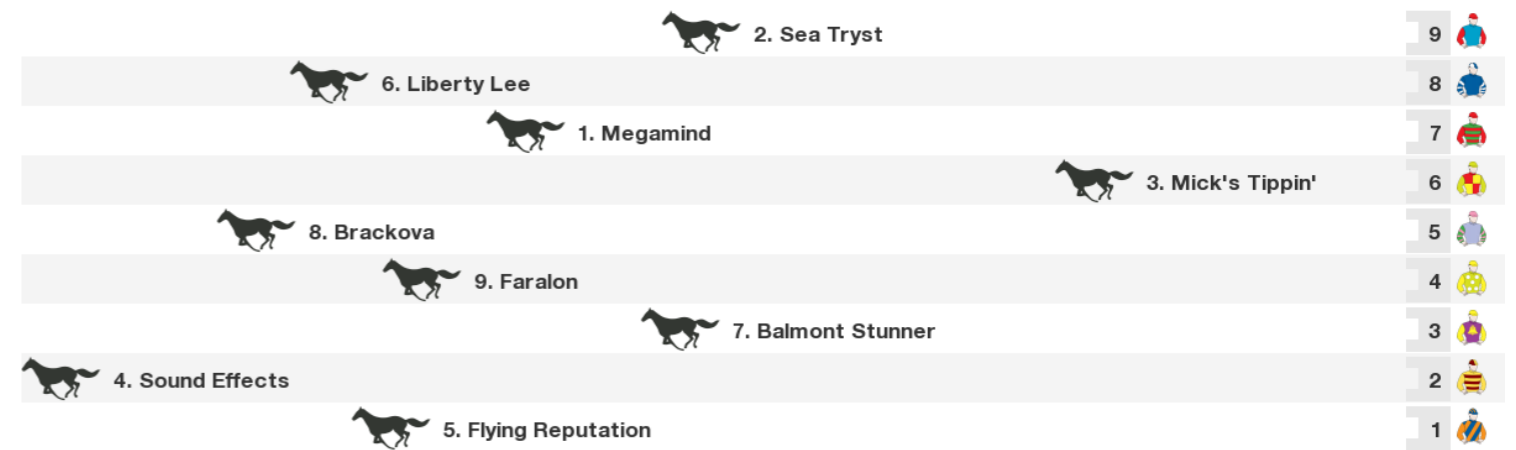 2. Sea Tryst 9
6. Liberty Lee 8
1. Megamind 7
3. Mick's Tippin' 6
8. Brackova 5
9. Faralon 4
7. Balmont Stunner 3
4. Sound Effects 2
5. Flying Reputation 1